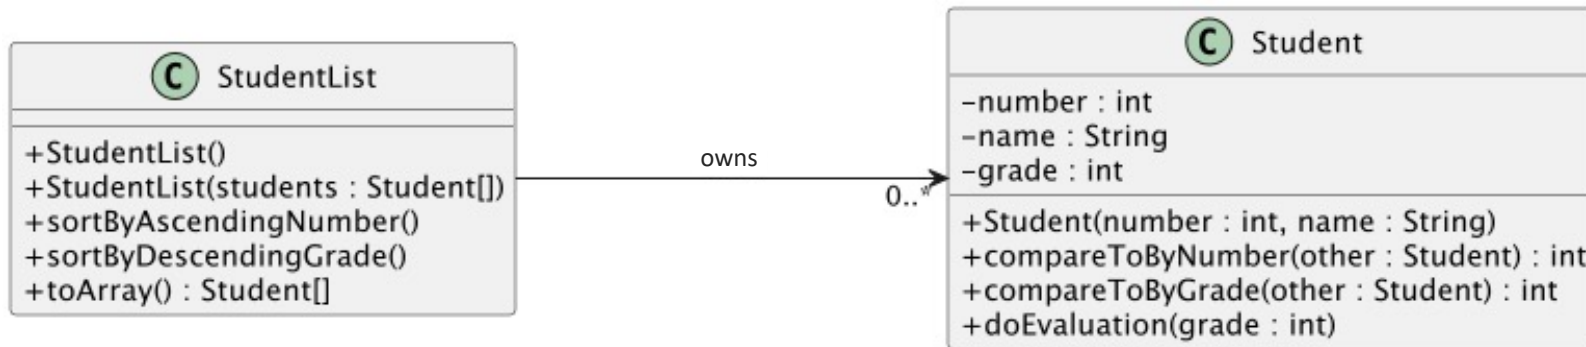 C StudentList
+StudentList()
+StudentList(students : Student[])
+sortByAscendingNumber()
+sortByDescendingGrade()
+toArray() : Student[]
owns
0..*
C Student
-number : int
-name : String
-grade : int
+Student(number : int, name : String)
+compareToByNumber(other : Student) : int
+compareToByGrade(other : Student) : int
+doEvaluation(grade : int)